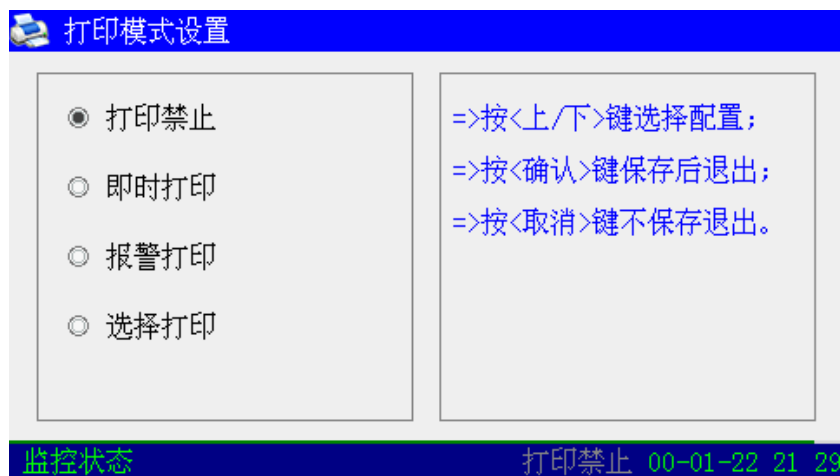 打印模式设置
打印禁止
即时打印
报警打印
选择打印
=>按<上/下>键选择配置;
=>按<确认>键保存后退出;
=>按<取消>键不保存退出。
监控状态
打印禁止 00-01-22 21 29